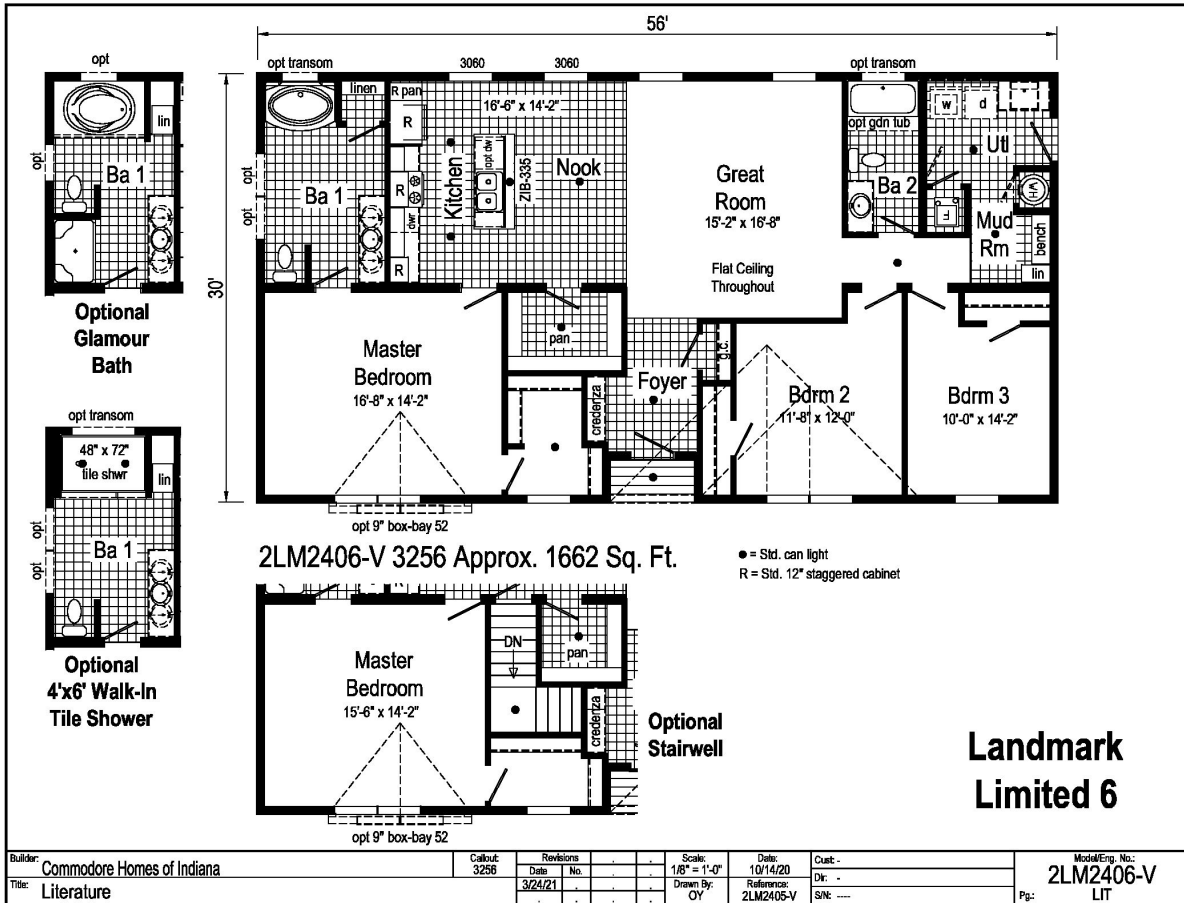 56'
opt
opt transom
3060
3060
opt transom
lin
opt
Ba 1
Optional
Glamour
Bath
30'
linen
R pan
R
16'-6" x 14'-2"
opt
opt
Ba 1
R
dwr
R
Kitchen
opt dw
ZIB-335
Nook
Great
Room
15'-2" x 16'-8"
Flat Ceiling
Throughout
opt gdn tub
Ba 2
w
d
Utl
WH
Mud
Rm
bench
lin
Master
Bedroom
16'-8" x 14'-2"
pan
credenza
Foyer
g.c.
Bdrm 2
11'-8" x 12'-0"
Bdrm 3
10'-0" x 14'-2"
opt 9" box-bay 52
opt transom
48" x 72"
tile shwr
lin
opt
opt
Ba 1
Optional
4'x6' Walk-In
Tile Shower
2LM2406-V 3256 Approx. 1662 Sq. Ft.
● = Std. can light
R = Std. 12" staggered cabinet
Master
Bedroom
15'-6" x 14'-2"
DN
pan
credenza
Optional
Stairwell
opt 9" box-bay 52
Landmark
Limited 6
Builder: Commodore Homes of Indiana
Title: Literature
Callout: 3256
Revisions
Date No.
3/24/21
Scale: 1/8" = 1'-0"
Drawn By: OY
Date: 10/14/20
Reference: 2LM2405-V
Cust: -
Dir: -
S/N: ----
Model/Eng. No.: 2LM2406-V
Pg.: LIT